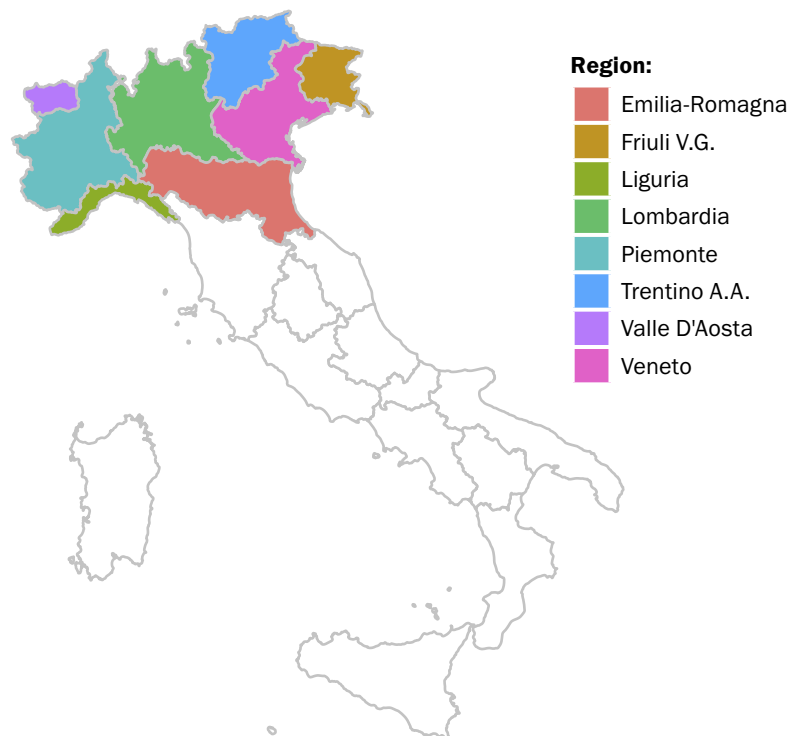 Region:
Emilia-Romagna
Friuli V.G.
Liguria
Lombardia
Piemonte
Trentino A.A.
Valle D'Aosta
Veneto